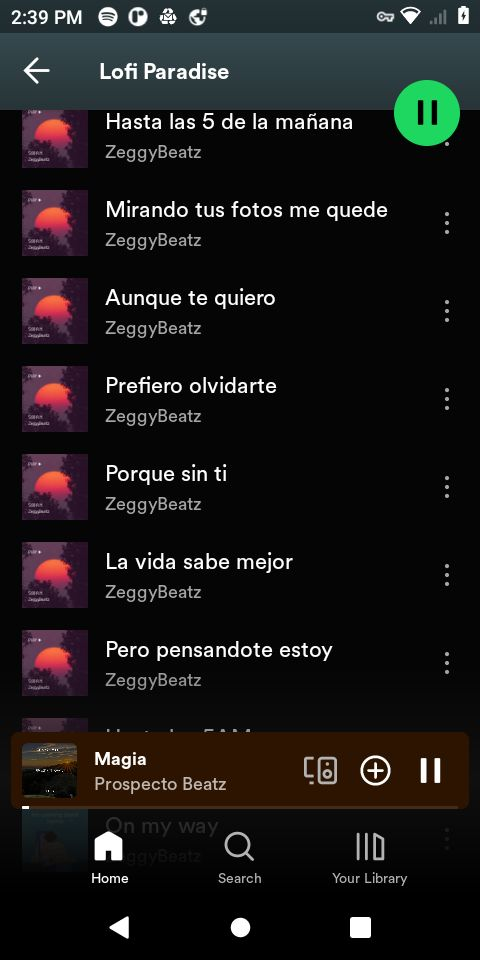 2:39 PM
Lofi Paradise
Hasta las 5 de la mañana
ZeggyBeatz
Mirando tus fotos me quede
ZeggyBeatz
Aunque te quiero
ZeggyBeatz
Prefiero olvidarte
ZeggyBeatz
Porque sin ti
ZeggyBeatz
La vida sabe mejor
ZeggyBeatz
Pero pensandote estoy
ZeggyBeatz
Magia
Prospecto Beatz
On my way
Home
Search
Your Library